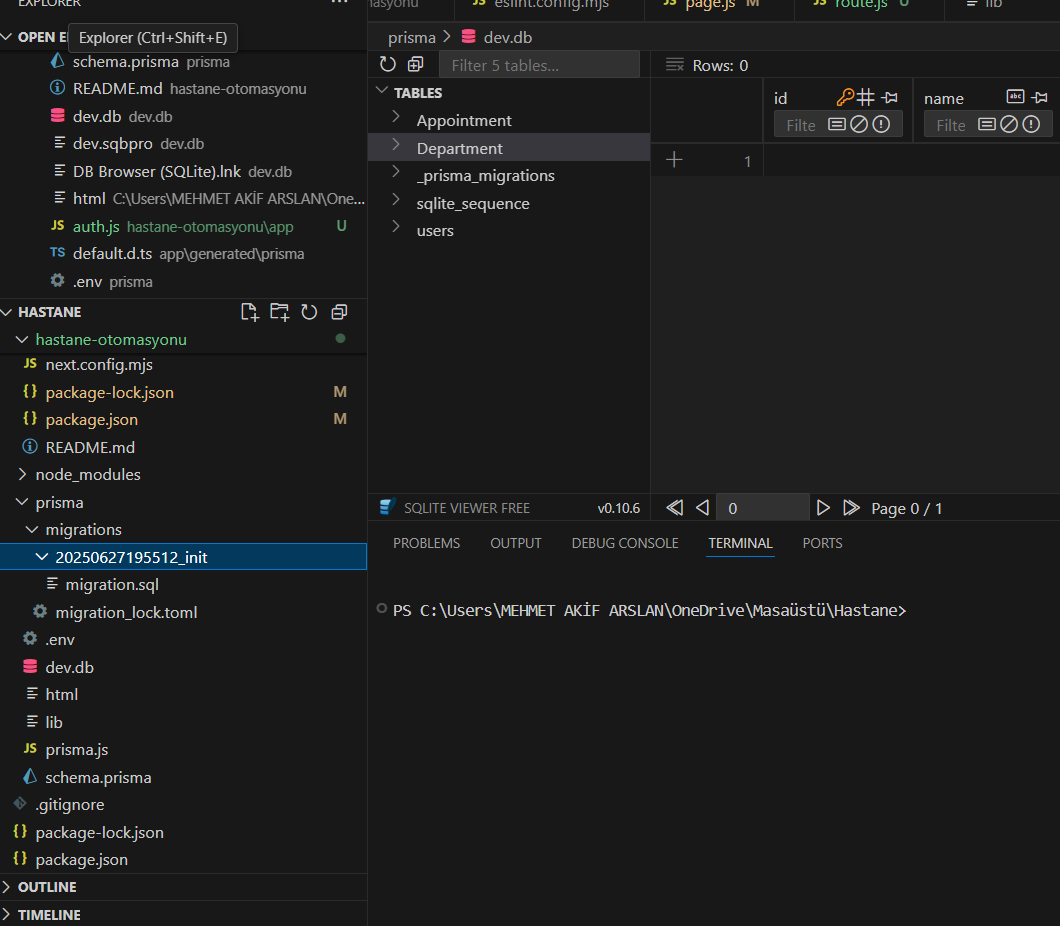 EXPLORER
OPEN E
Explorer (Ctrl+Shift+E)
schema.prisma prisma
README.md hastane-otomasyonu
dev.db dev.db
dev.sqbpro dev.db
DB Browser (SQLite).lnk dev.db
html C:\Users\MEHMET AKİF ARSLAN\One...
JS auth.js hastane-otomasyonu\app U
TS default.d.ts app\generated\prisma
.env prisma
HASTANE
hastane-otomasyonu
JS next.config.mjs
{} package-lock.json M
{} package.json M
README.md
node_modules
prisma
migrations
20250627195512_init
migration.sql
migration_lock.toml
.env
dev.db
html
lib
JS prisma.js
schema.prisma
.gitignore
{} package-lock.json
{} package.json
OUTLINE
TIMELINE
nasyonu
JS eslint.config.mjs
JS page.js M
JS route.js U
lib
prisma > dev.db
Filter 5 tables...
TABLES
Appointment
Department
_prisma_migrations
sqlite_sequence
users
SQLITE VIEWER FREE v0.10.6
Rows: 0
id
name abc
Filte
Filte
1
0 Page 0 / 1
PROBLEMS OUTPUT DEBUG CONSOLE TERMINAL PORTS
PS C:\Users\MEHMET AKİF ARSLAN\OneDrive\Masaüstü\Hastane>